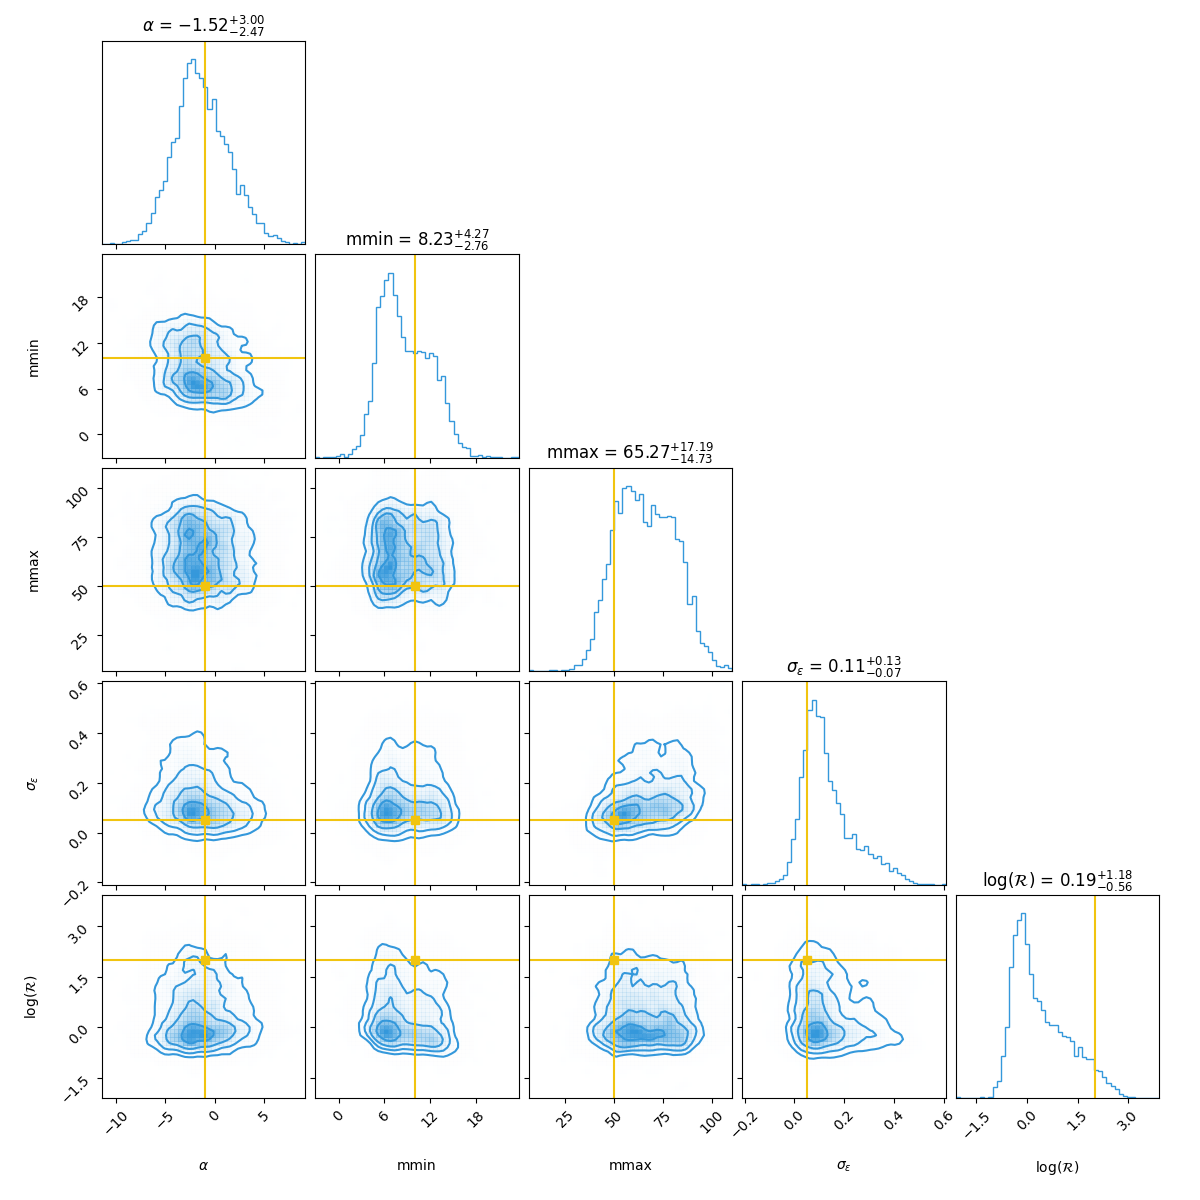 α = −1.52+3.00−2.47
mmin = 8.23+4.27−2.76
mmin
18
12
6
0
mmax = 65.27+17.19−14.73
mmax
100
75
50
25
σε = 0.11+0.13−0.07
σε
0.6
0.4
0.2
0.0
−0.2
log(ℛ) = 0.19+1.18−0.56
log(ℛ)
3.0
1.5
0.0
−1.5
−10 −5 0 5
0 6 12 18
25 50 75 100
−0.2 0.0 0.2 0.4 0.6
−1.5 0.0 1.5 3.0
α mmin mmax σε log(ℛ)